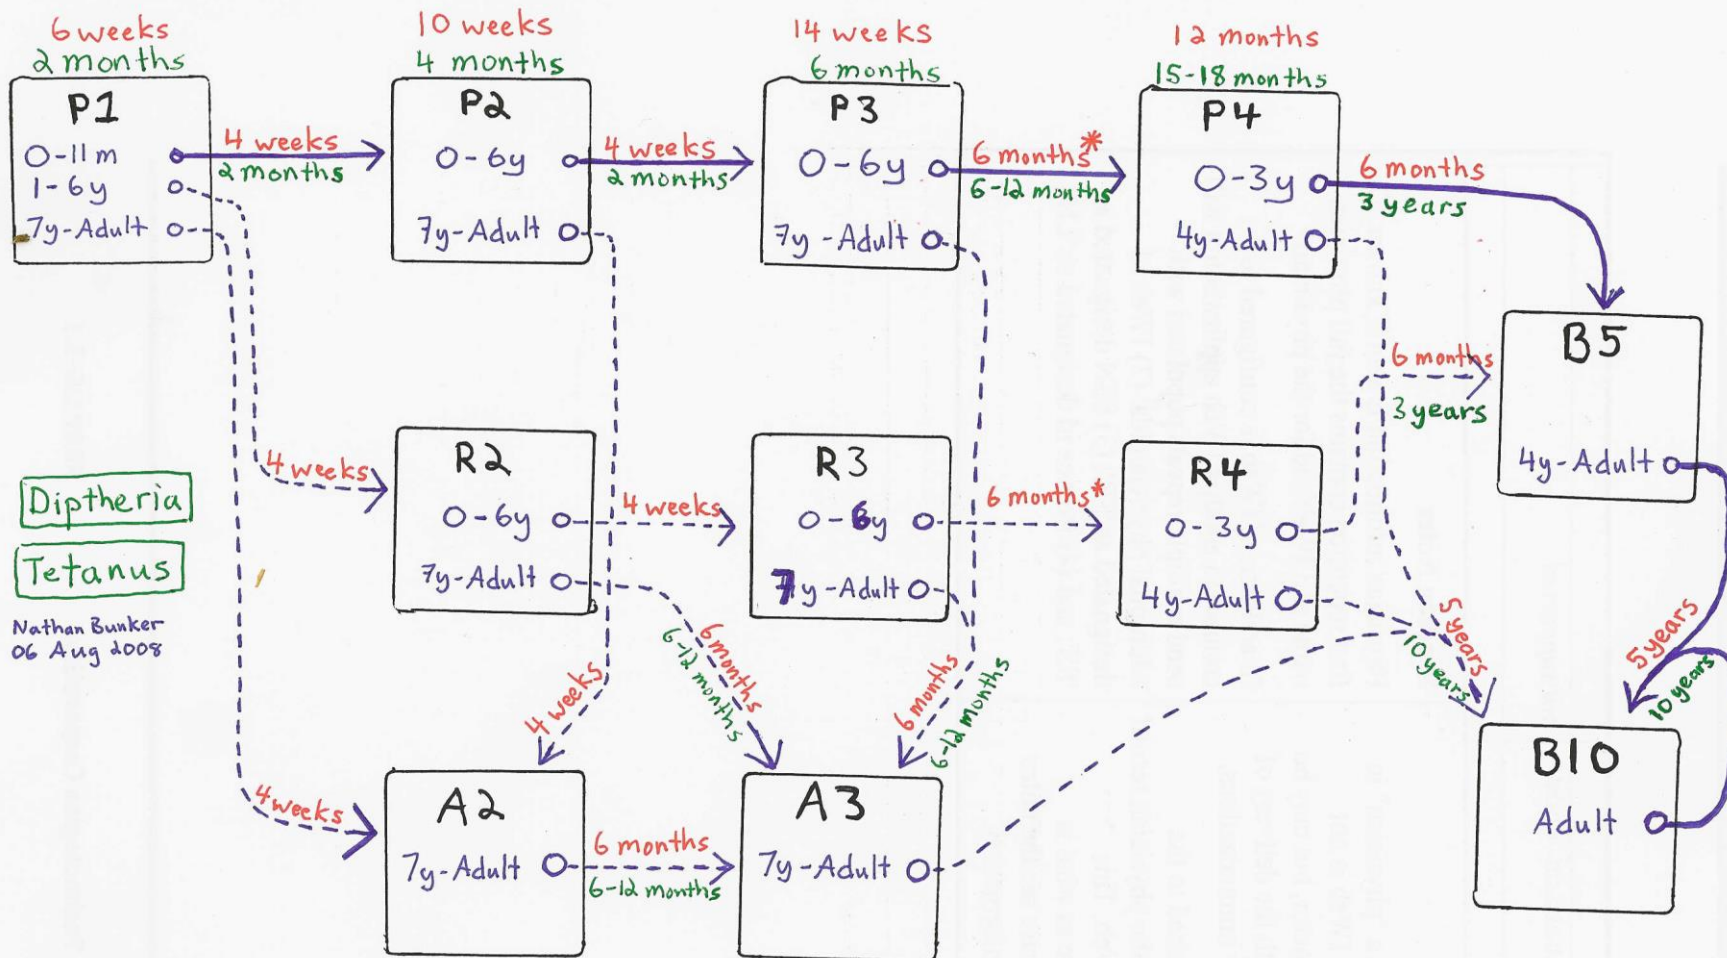 6 weeks
2 months
P1
0-11m
1-6y
7y-Adult
4 weeks
2 months
10 weeks
4 months
P2
0-6y
7y-Adult
4 weeks
2 months
14 weeks
6 months
P3
0-6y
7y-Adult
6 months*
6-12 months
12 months
15-18 months
P4
0-3y
4y-Adult
6 months
3 years
B5
4y-Adult
6 months
3 years
4 weeks
R2
0-6y
7y-Adult
4 weeks
R3
0-6y
7y-Adult
6 months*
R4
0-3y
4y-Adult
Diptheria
Tetanus
Nathan Bunker
06 Aug 2008
4 weeks
4 weeks
6 months
6-12 months
6 months
6-12 months
5 years
10 years
5 years
10 years
A2
7y-Adult
6 months
6-12 months
A3
7y-Adult
B10
Adult